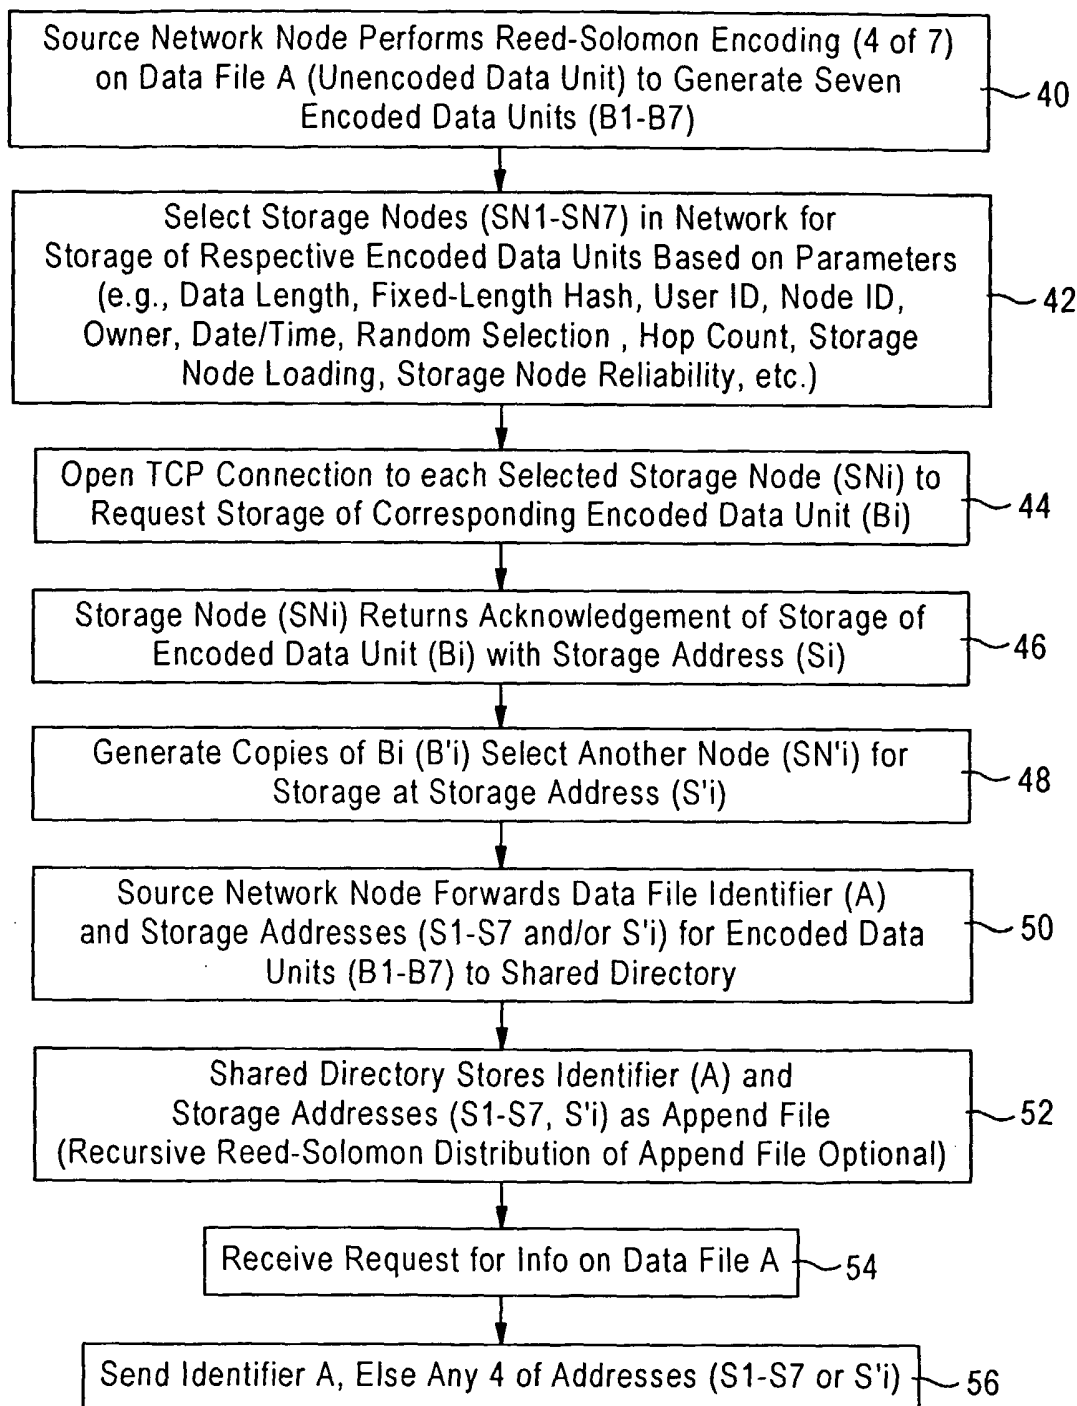 Source Network Node Performs Reed-Solomon Encoding (4 of 7)
on Data File A (Unencoded Data Unit) to Generate Seven
Encoded Data Units (B1-B7)
40
Select Storage Nodes (SN1-SN7) in Network for
Storage of Respective Encoded Data Units Based on Parameters
(e.g., Data Length, Fixed-Length Hash, User ID, Node ID,
Owner, Date/Time, Random Selection , Hop Count, Storage
Node Loading, Storage Node Reliability, etc.)
42
Open TCP Connection to each Selected Storage Node (SNi) to
Request Storage of Corresponding Encoded Data Unit (Bi)
44
Storage Node (SNi) Returns Acknowledgement of Storage of
Encoded Data Unit (Bi) with Storage Address (Si)
46
Generate Copies of Bi (B'i) Select Another Node (SN'i) for
Storage at Storage Address (S'i)
48
Source Network Node Forwards Data File Identifier (A)
and Storage Addresses (S1-S7 and/or S'i) for Encoded Data
Units (B1-B7) to Shared Directory
50
Shared Directory Stores Identifier (A) and
Storage Addresses (S1-S7, S'i) as Append File
(Recursive Reed-Solomon Distribution of Append File Optional)
52
Receive Request for Info on Data File A
54
Send Identifier A, Else Any 4 of Addresses (S1-S7 or S'i)
56